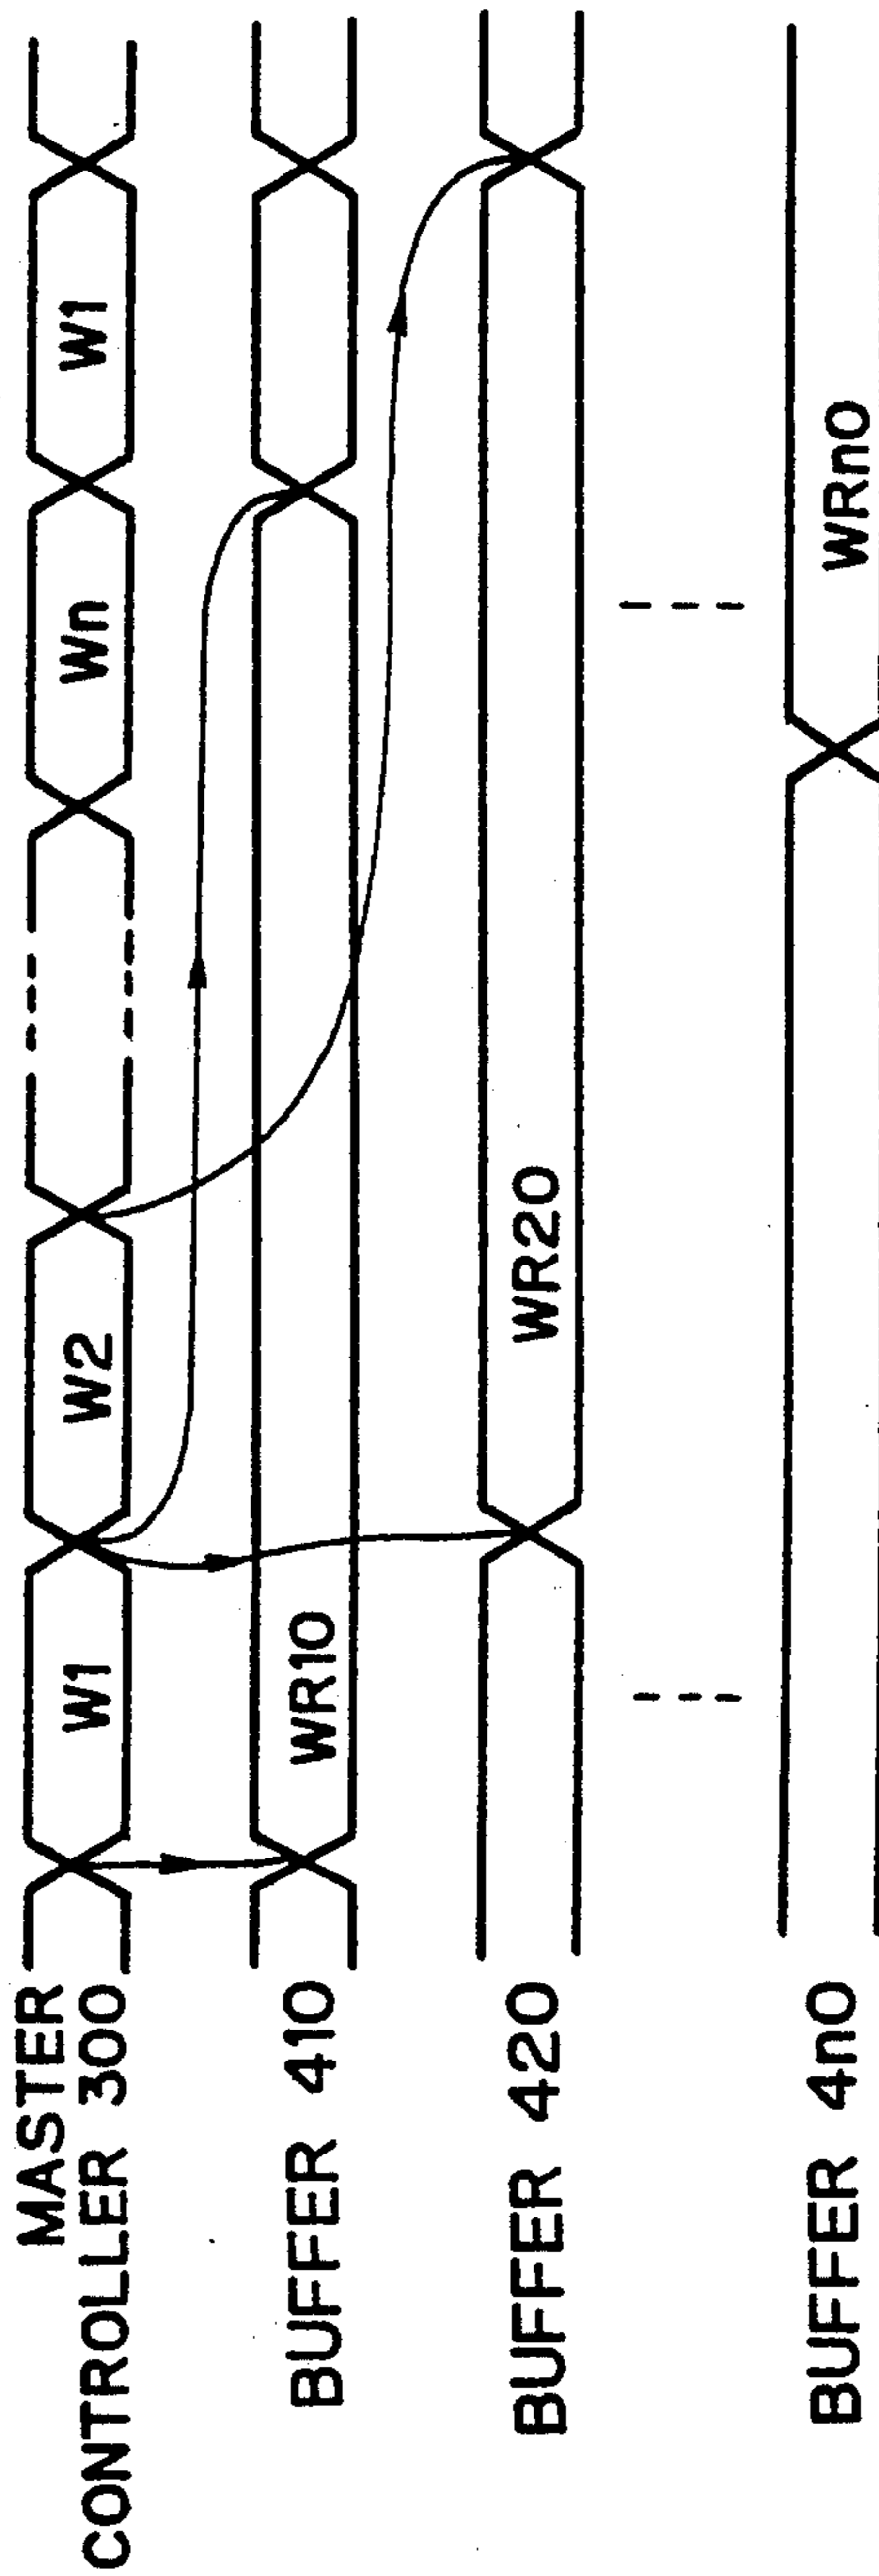 MASTER
CONTROLLER 300
W1
W2
Wn
W1
BUFFER 410
WR10
BUFFER 420
WR20
BUFFER 4n0
WRn0